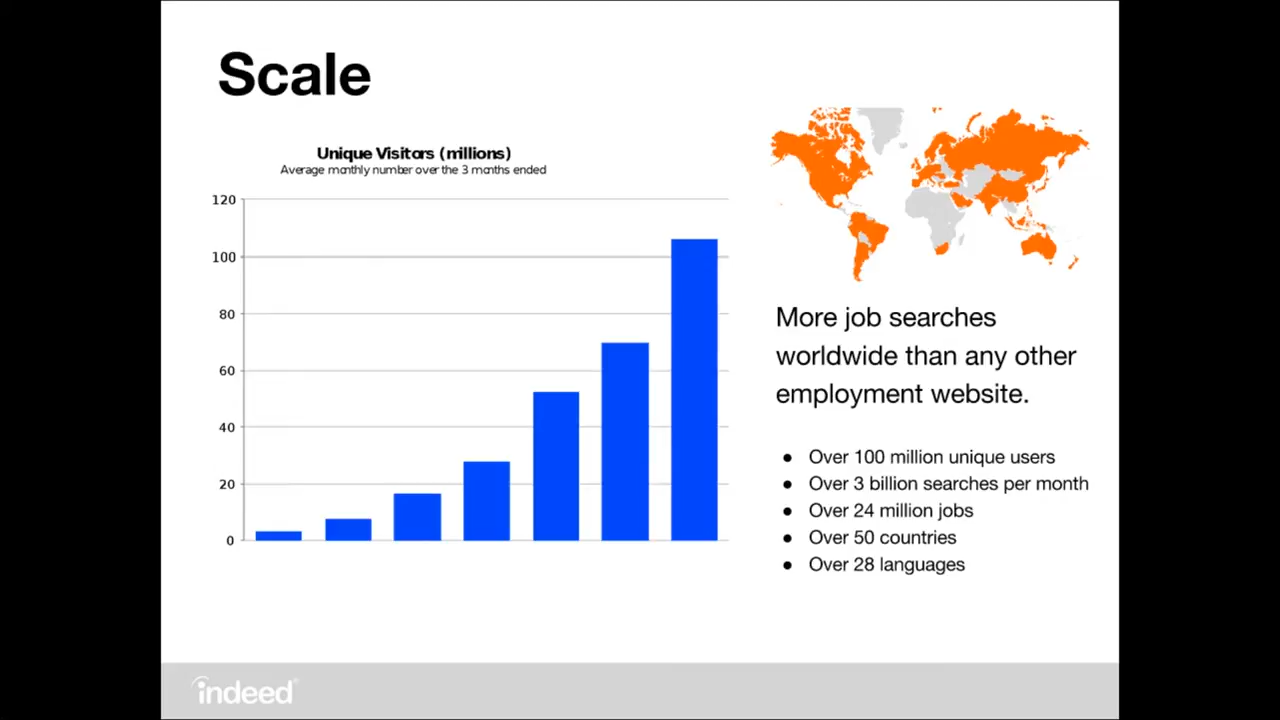 Scale
Unique Visitors (millions)
Average monthly number over the 3 months ended
120
100
80
60
40
20
0
More job searches
worldwide than any other
employment website.
● Over 100 million unique users
● Over 3 billion searches per month
● Over 24 million jobs
● Over 50 countries
● Over 28 languages
indeed®